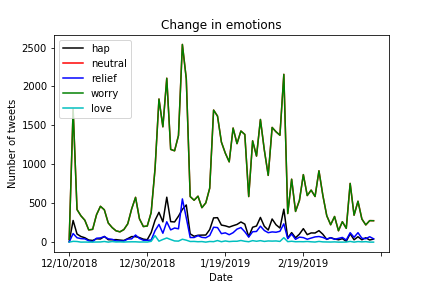 Change in emotions
hap
neutral
relief
worry
love
2500
2000
1500
1000
500
0
Number of tweets
12/10/2018
12/30/2018
1/19/2019
2/19/2019
Date